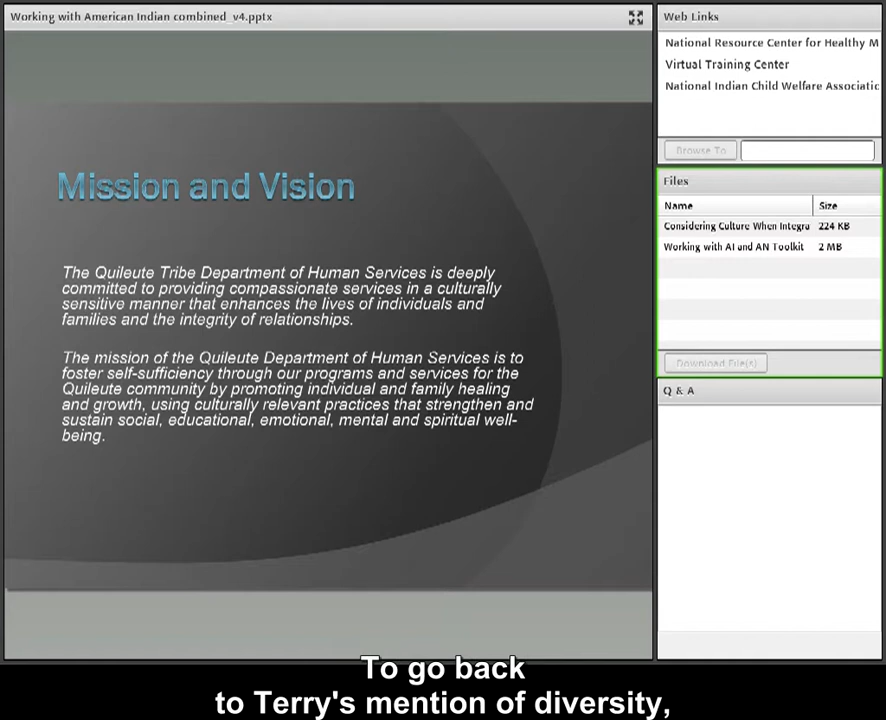 Working with American Indian combined_v4.pptx
Mission and Vision
The Quileute Tribe Department of Human Services is deeply
committed to providing compassionate services in a culturally
sensitive manner that enhances the lives of individuals and
families and the integrity of relationships.
The mission of the Quileute Department of Human Services is to
foster self-sufficiency through our programs and services for the
Quileute community by promoting individual and family healing
and growth, using culturally relevant practices that strengthen and
sustain social, educational, emotional, mental and spiritual well-
being.
Web Links
National Resource Center for Healthy M
Virtual Training Center
National Indian Child Welfare Associatic
Browse To
Files
Name Size
Considering Culture When Integra 224 KB
Working with AI and AN Toolkit 2 MB
Download File(s)
Q & A
To go back
to Terry's mention of diversity,